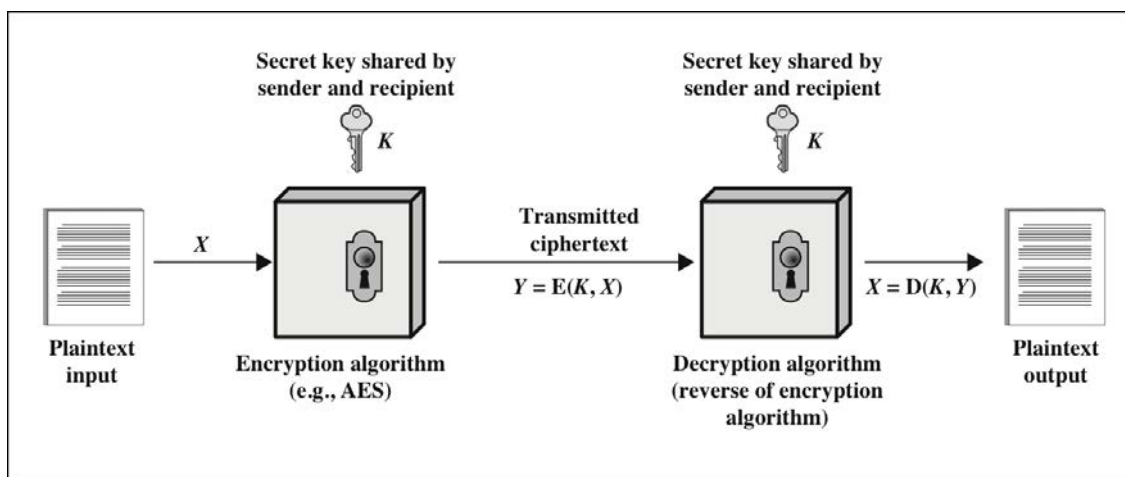 Secret key shared by
sender and recipient
K
Secret key shared by
sender and recipient
K
X
Transmitted
ciphertext
Y = E(K, X)
X = D(K, Y)
Plaintext
input
Encryption algorithm
(e.g., AES)
Decryption algorithm
(reverse of encryption
algorithm)
Plaintext
output